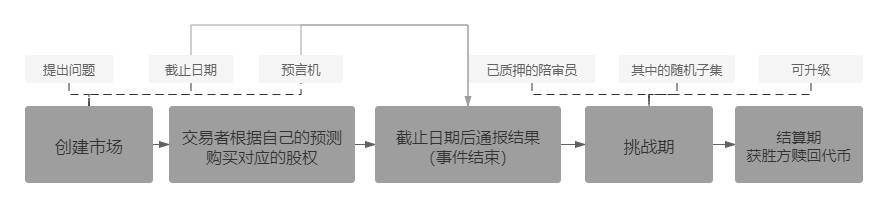 提出问题
截止日期
预言机
已质押的陪审员
其中的随机子集
可升级
创建市场
交易者根据自己的预测
购买对应的股权
截止日期后通报结果
(事件结束)
挑战期
结算期
获胜方赎回代币